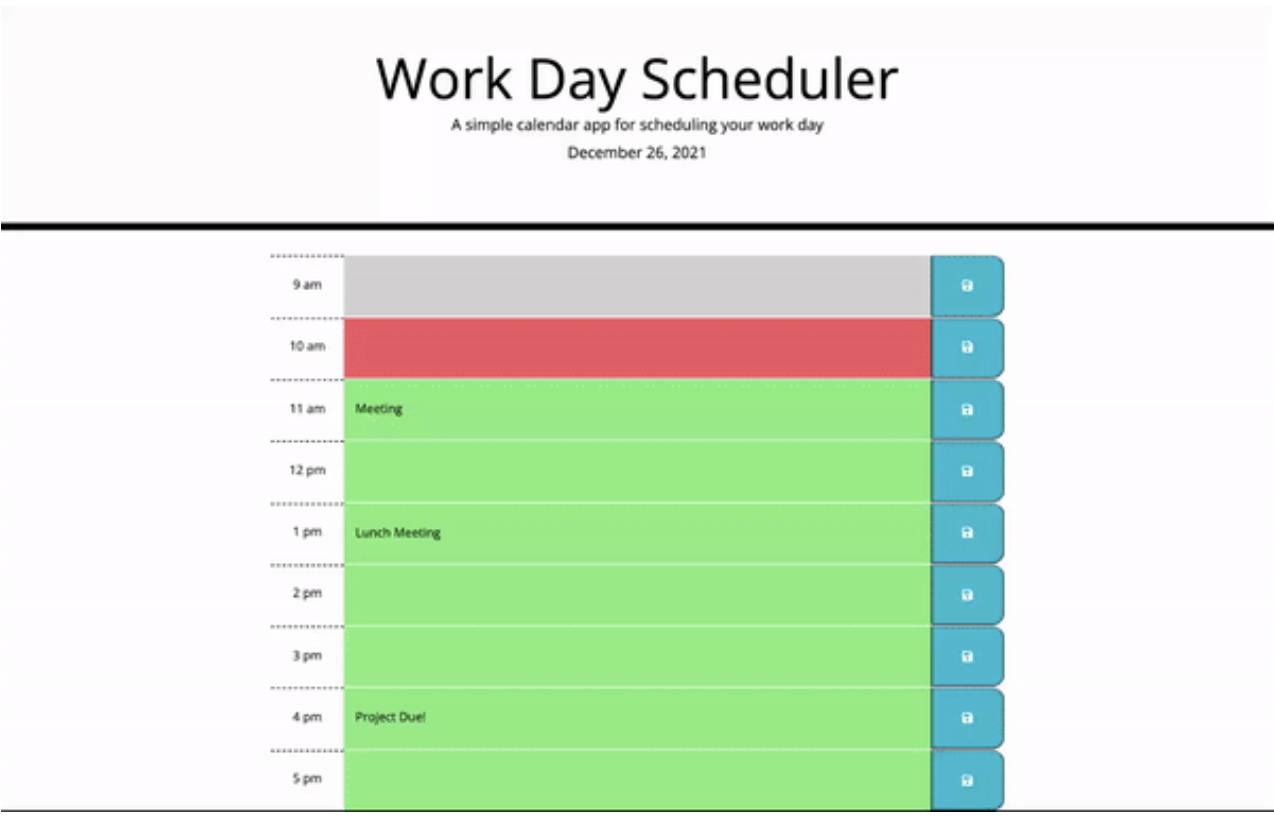 Work Day Scheduler
A simple calendar app for scheduling your work day
December 26, 2021
9 am
10 am
11 am Meeting
12 pm
1 pm Lunch Meeting
2 pm
3 pm
4 pm Project Due!
5 pm